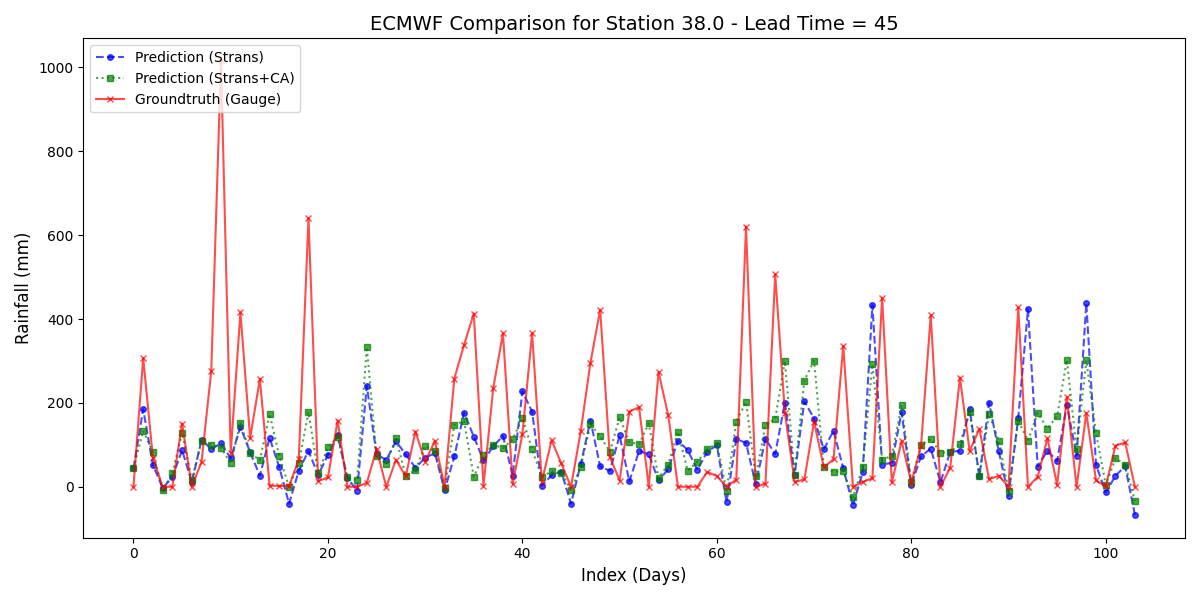 ECMWF Comparison for Station 38.0 - Lead Time = 45
Prediction (Strans)
Prediction (Strans+CA)
Groundtruth (Gauge)
Rainfall (mm)
1000
800
600
400
200
0
0 20 40 60 80 100
Index (Days)